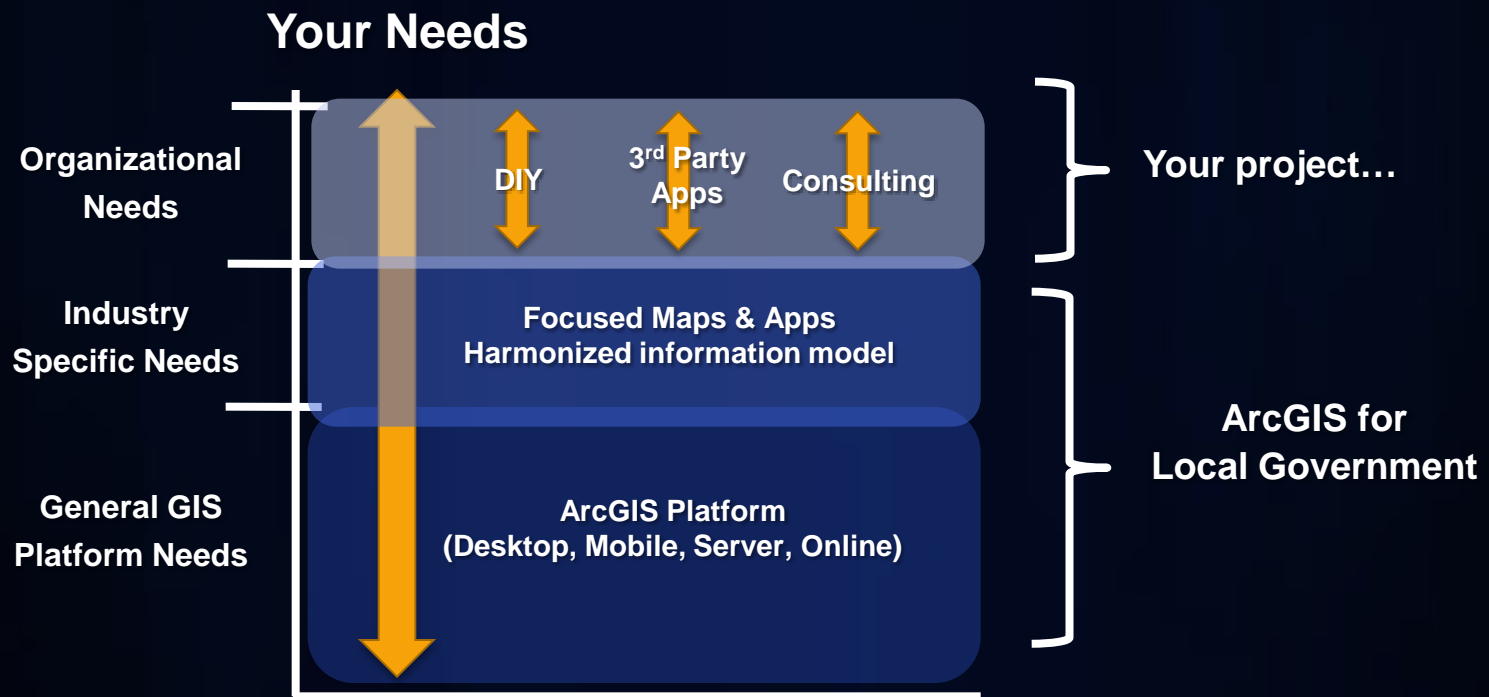 Your Needs
Organizational
Needs
DIY
3rd Party
Apps
Consulting
Your project…
Industry
Specific Needs
Focused Maps & Apps
Harmonized information model
General GIS
Platform Needs
ArcGIS Platform
(Desktop, Mobile, Server, Online)
ArcGIS for
Local Government